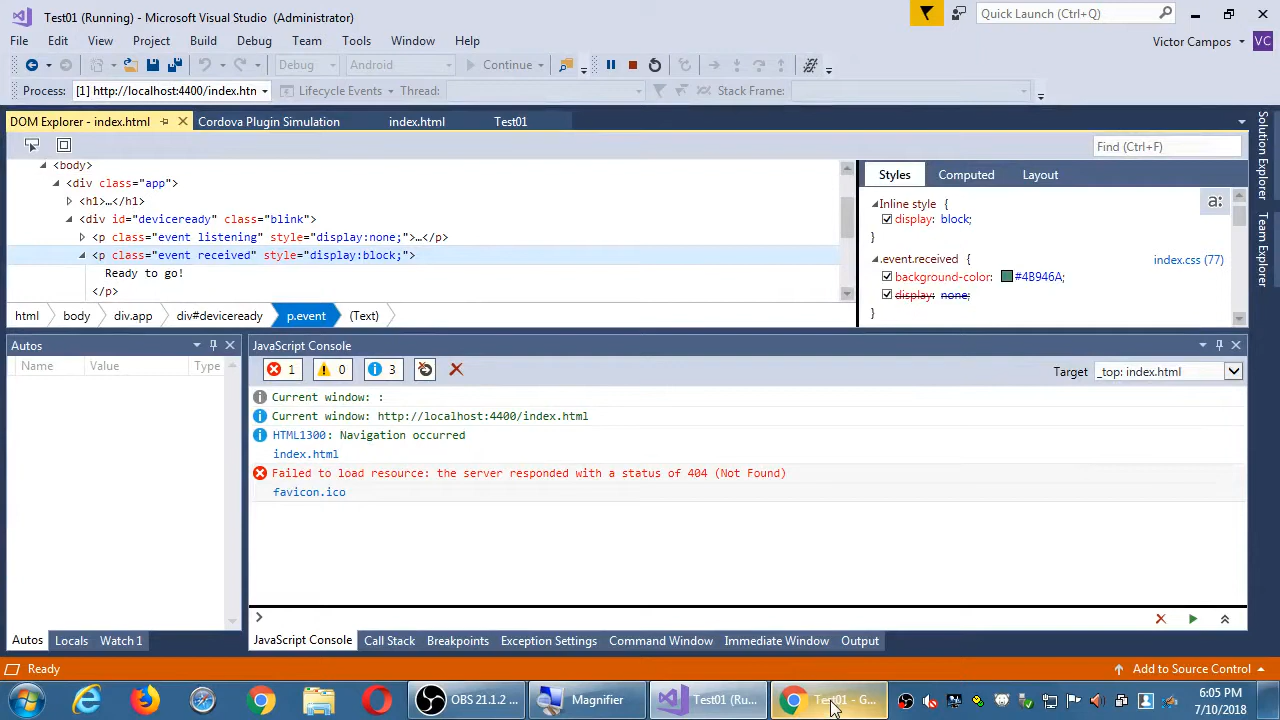 Test01 (Running) - Microsoft Visual Studio (Administrator)
Quick Launch (Ctrl+Q)
File Edit View Project Build Debug Team Tools Window Help
Victor Campos VC
Debug Android Continue
Process: [1] http://localhost:4400/index.htn Lifecycle Events Thread: Stack Frame:
DOM Explorer - index.html Cordova Plugin Simulation index.html Test01
Find (Ctrl+F)
<body>
<div class="app">
<h1>…</h1>
<div id="deviceready" class="blink">
<p class="event listening" style="display:none;">…</p>
<p class="event received" style="display:block;">
Ready to go!
</p>
html body div.app div#deviceready p.event (Text)
Styles Computed Layout
Inline style {
display: block;
}
a:
.event.received { index.css (77)
background-color: #4B946A;
display: none;
}
Solution Explorer
Team Explorer
Autos
Name Value Type
Autos Locals Watch 1
JavaScript Console
1 0 3
Target _top: index.html
Current window: :
Current window: http://localhost:4400/index.html
HTML1300: Navigation occurred
index.html
Failed to load resource: the server responded with a status of 404 (Not Found)
favicon.ico
>
JavaScript Console Call Stack Breakpoints Exception Settings Command Window Immediate Window Output
Ready
Add to Source Control
OBS 21.1.2 ... Magnifier Test01 (Ru... Test01 - G...
6:05 PM
7/10/2018